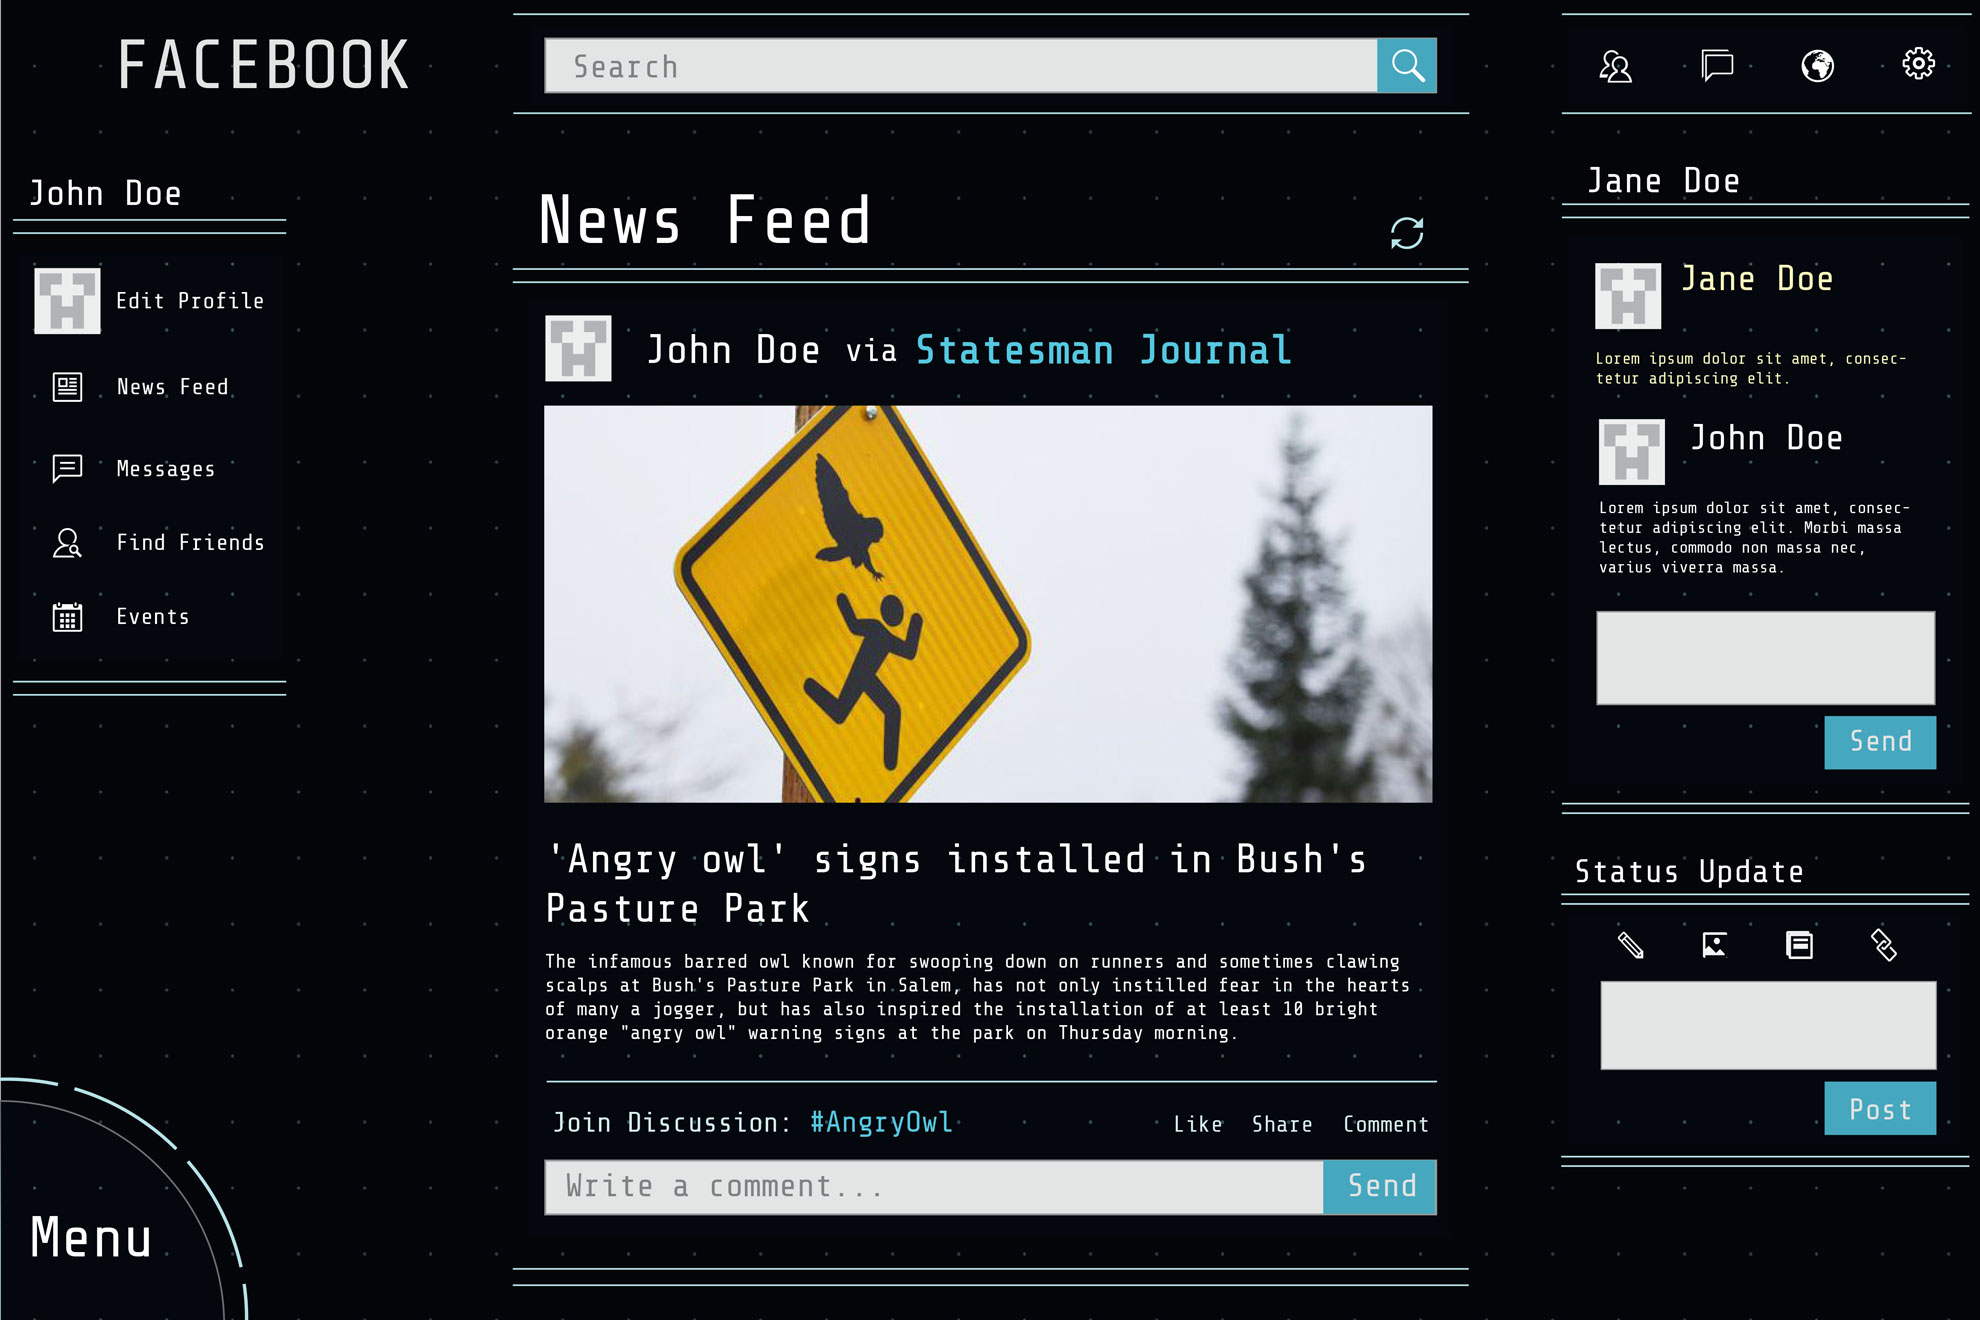 FACEBOOK
Search
John Doe
Edit Profile
News Feed
Messages
Find Friends
Events
Menu
News Feed
John Doe via Statesman Journal
'Angry owl' signs installed in Bush's
Pasture Park
The infamous barred owl known for swooping down on runners and sometimes clawing
scalps at Bush's Pasture Park in Salem, has not only instilled fear in the hearts
of many a jogger, but has also inspired the installation of at least 10 bright
orange "angry owl" warning signs at the park on Thursday morning.
Join Discussion: #AngryOwl Like Share Comment
Write a comment... Send
Jane Doe
Jane Doe
Lorem ipsum dolor sit amet, consec-
tetur adipiscing elit.
John Doe
Lorem ipsum dolor sit amet, consec-
tetur adipiscing elit. Morbi massa
lectus, commodo non massa nec,
varius viverra massa.
Send
Status Update
Post